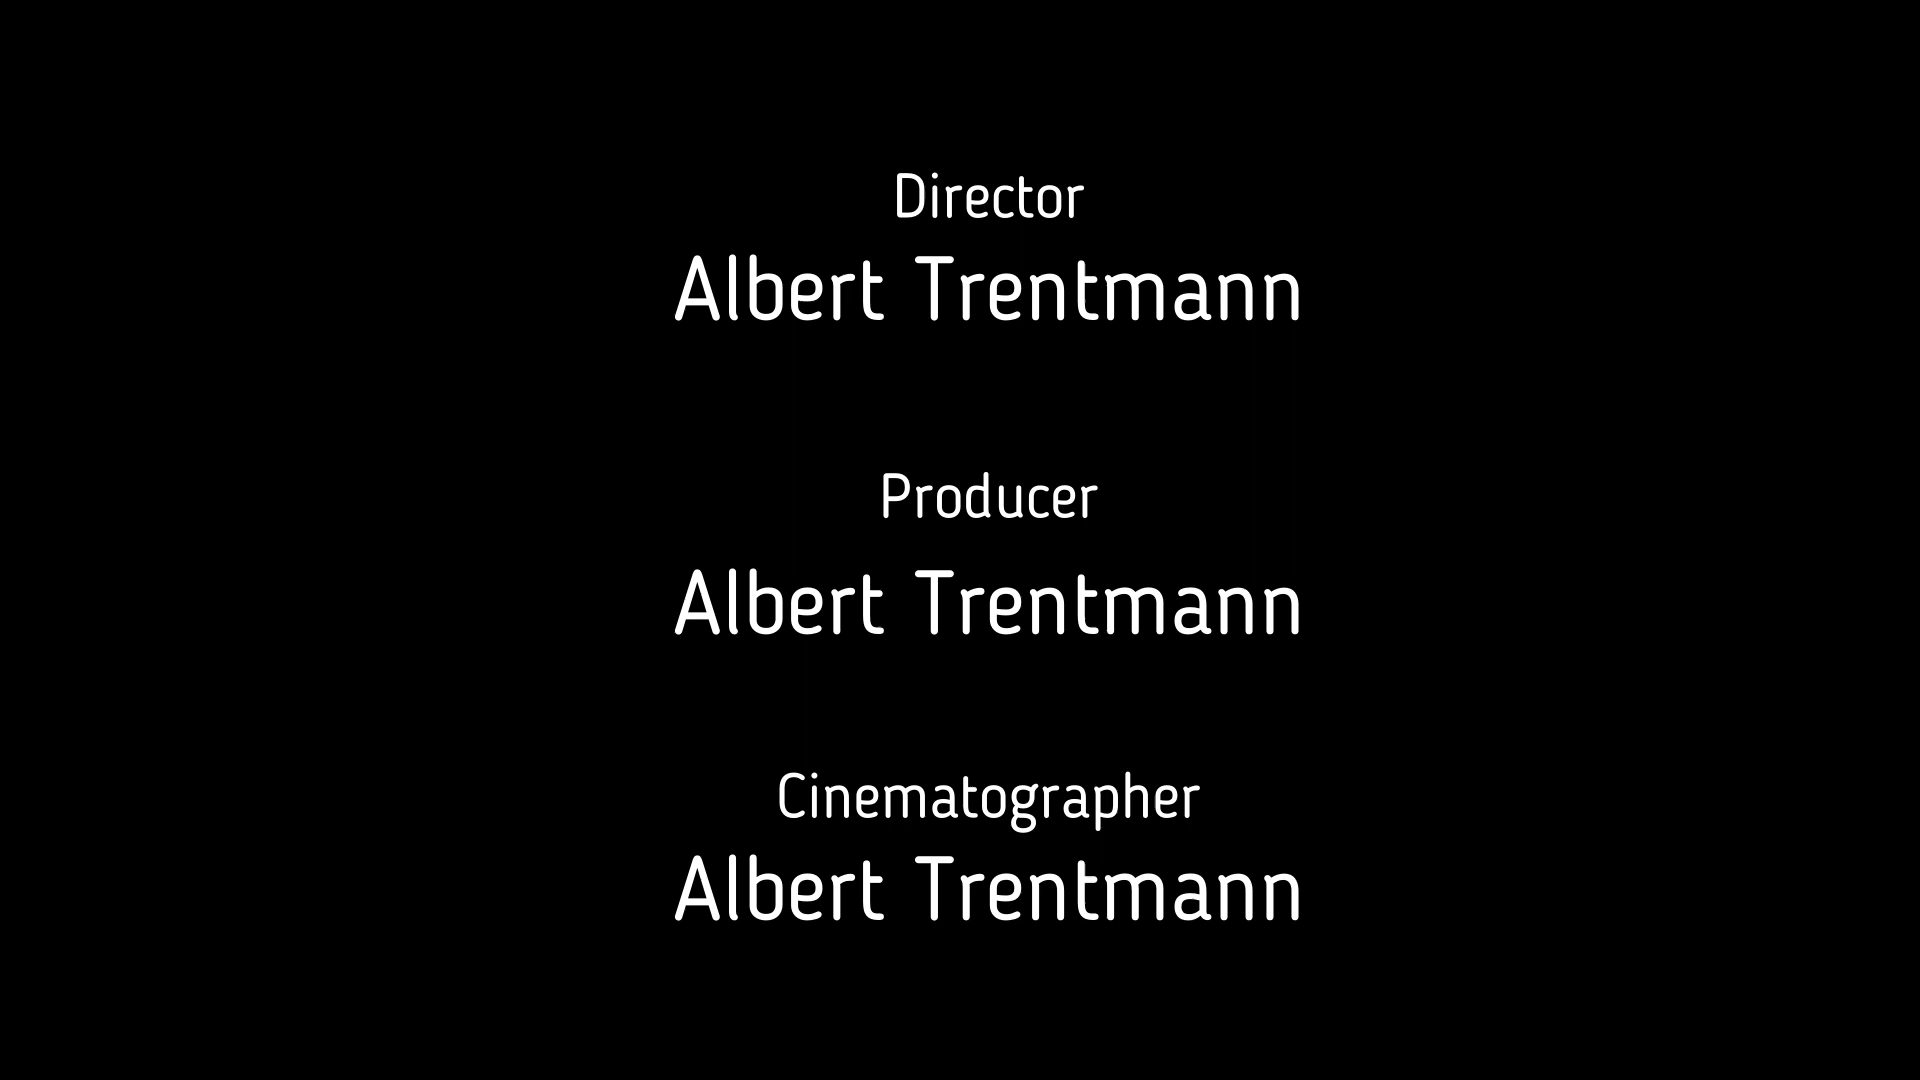 Director
Albert Trentmann
Producer
Albert Trentmann
Cinematographer
Albert Trentmann